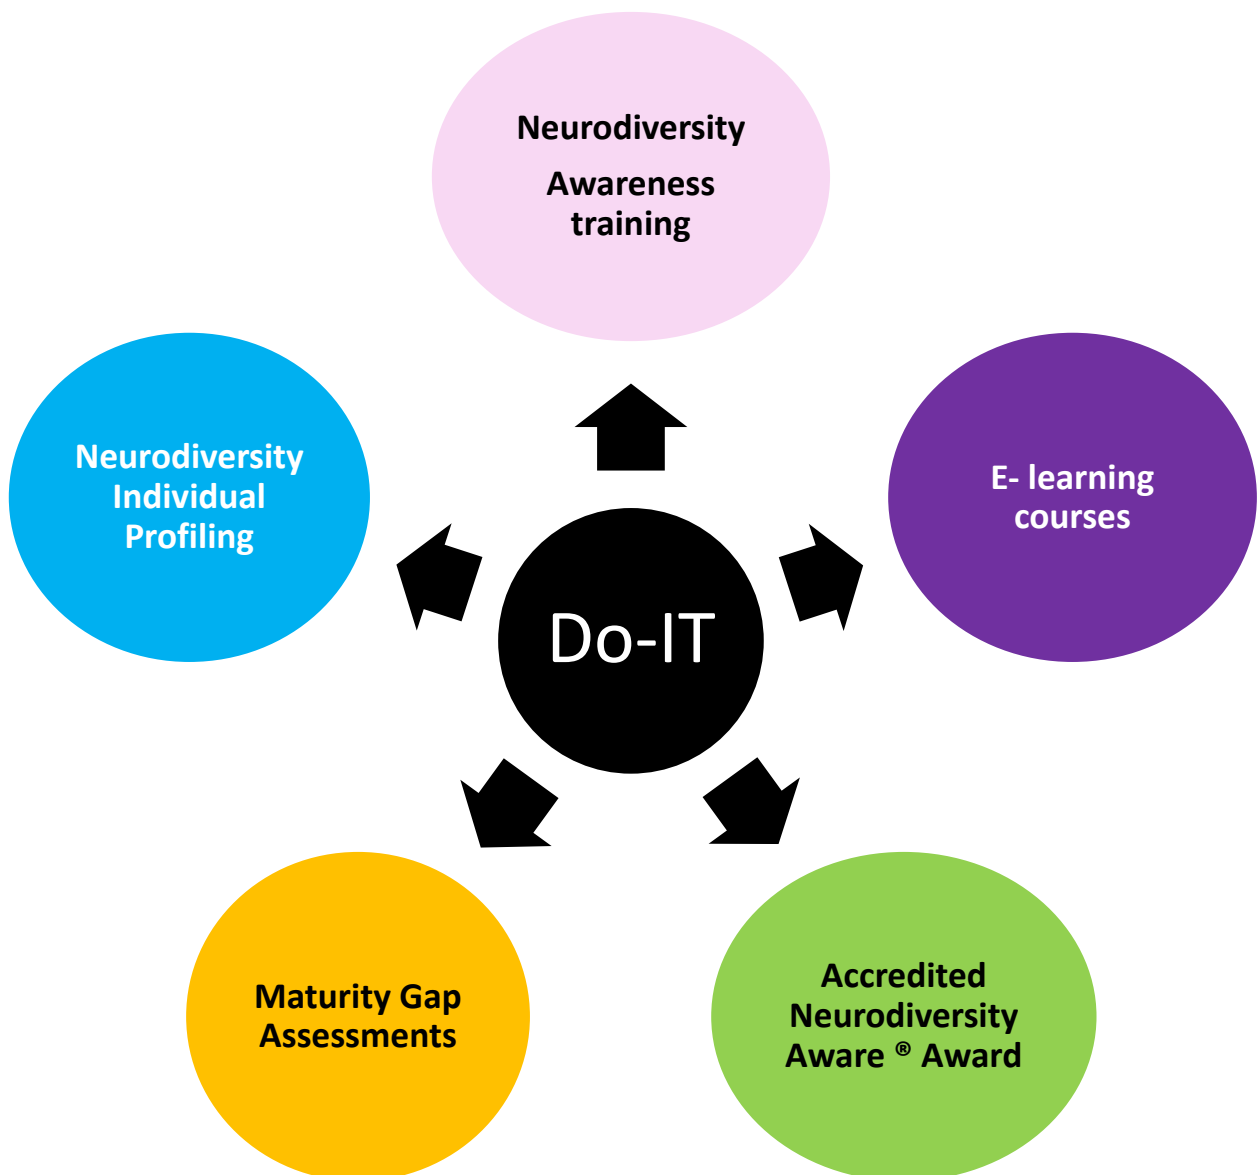 Neurodiversity
Awareness
training
Neurodiversity
Individual
Profiling
E- learning
courses
Do-IT
Maturity Gap
Assessments
Accredited
Neurodiversity
Aware ® Award